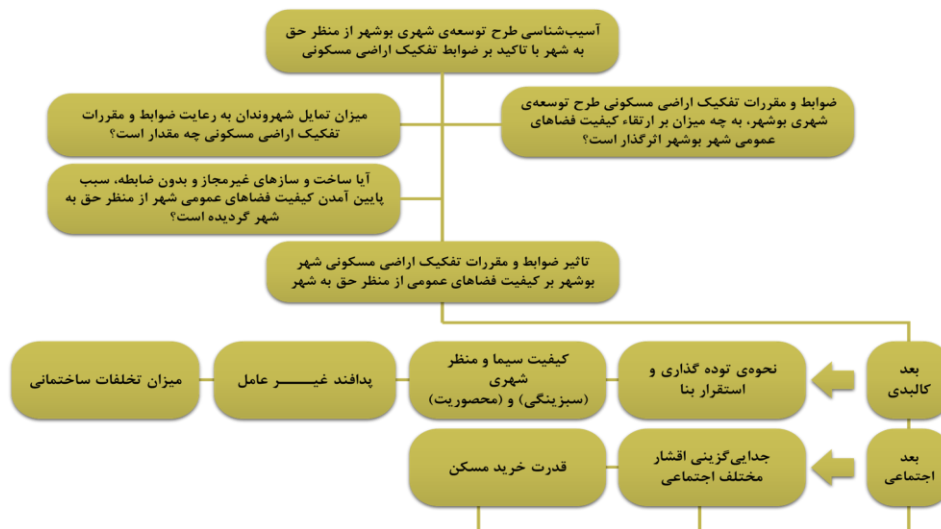 آسیب‌شناسی طرح توسعه‌ی شهری بوشهر از منظر حق
به شهر با تاکید بر ضوابط تفکیک اراضی مسکونی
ضوابط و مقررات تفکیک اراضی مسکونی طرح توسعه‌ی
شهری بوشهر، به چه میزان بر ارتقاء کیفیت فضاهای
عمومی شهر بوشهر اثرگذار است؟
میزان تمایل شهروندان به رعایت ضوابط و مقررات
تفکیک اراضی مسکونی چه مقدار است؟
آیا ساخت و سازهای غیرمجاز و بدون ضابطه، سبب
پایین آمدن کیفیت فضاهای عمومی شهر از منظر حق به
شهر گردیده است؟
تاثیر ضوابط و مقررات تفکیک اراضی مسکونی شهر
بوشهر بر کیفیت فضاهای عمومی از منظر حق به شهر
بعد
کالبدی
نحوه‌ی توده گذاری و
استقرار بنا
کیفیت سیما و منظر
شهری
(سبزینگی) و (محصوریت)
پدافند غیـــــر عامل
میزان تخلفات ساختمانی
بعد
اجتماعی
جدایی‌گزینی اقشار
مختلف اجتماعی
قدرت خرید مسکن